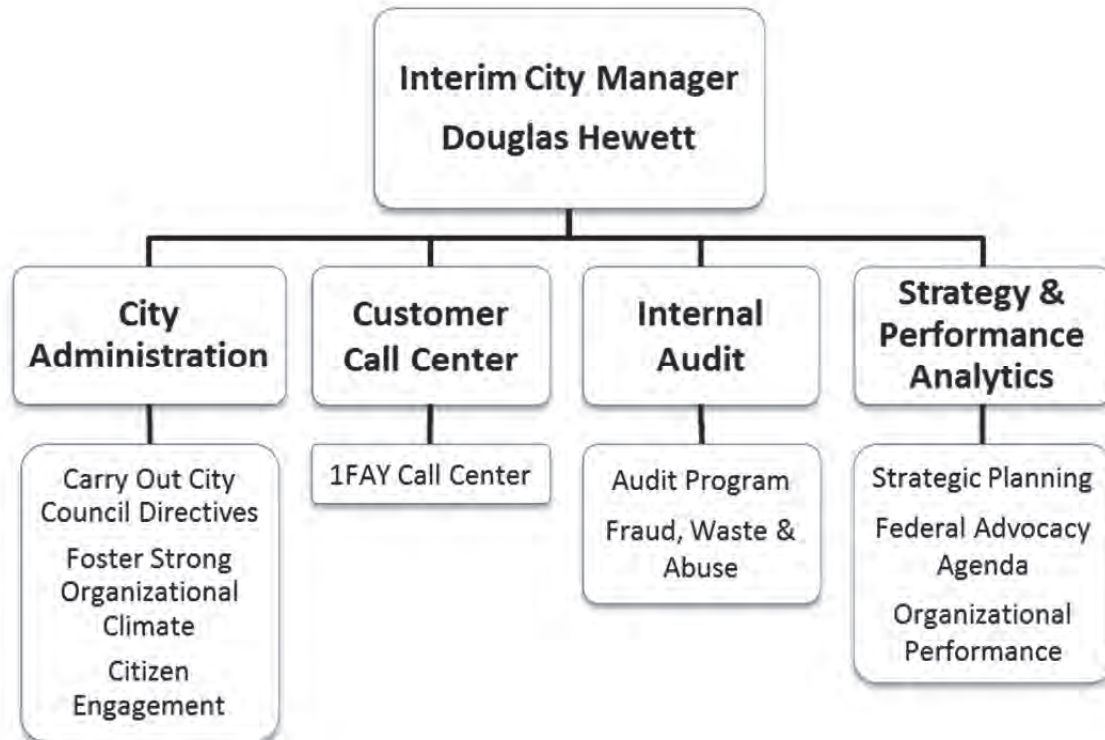 Interim City Manager
Douglas Hewett
City
Administration
Customer
Call Center
Internal
Audit
Strategy &
Performance
Analytics
Carry Out City
Council Directives
Foster Strong
Organizational
Climate
Citizen
Engagement
1FAY Call Center
Audit Program
Fraud, Waste &
Abuse
Strategic Planning
Federal Advocacy
Agenda
Organizational
Performance